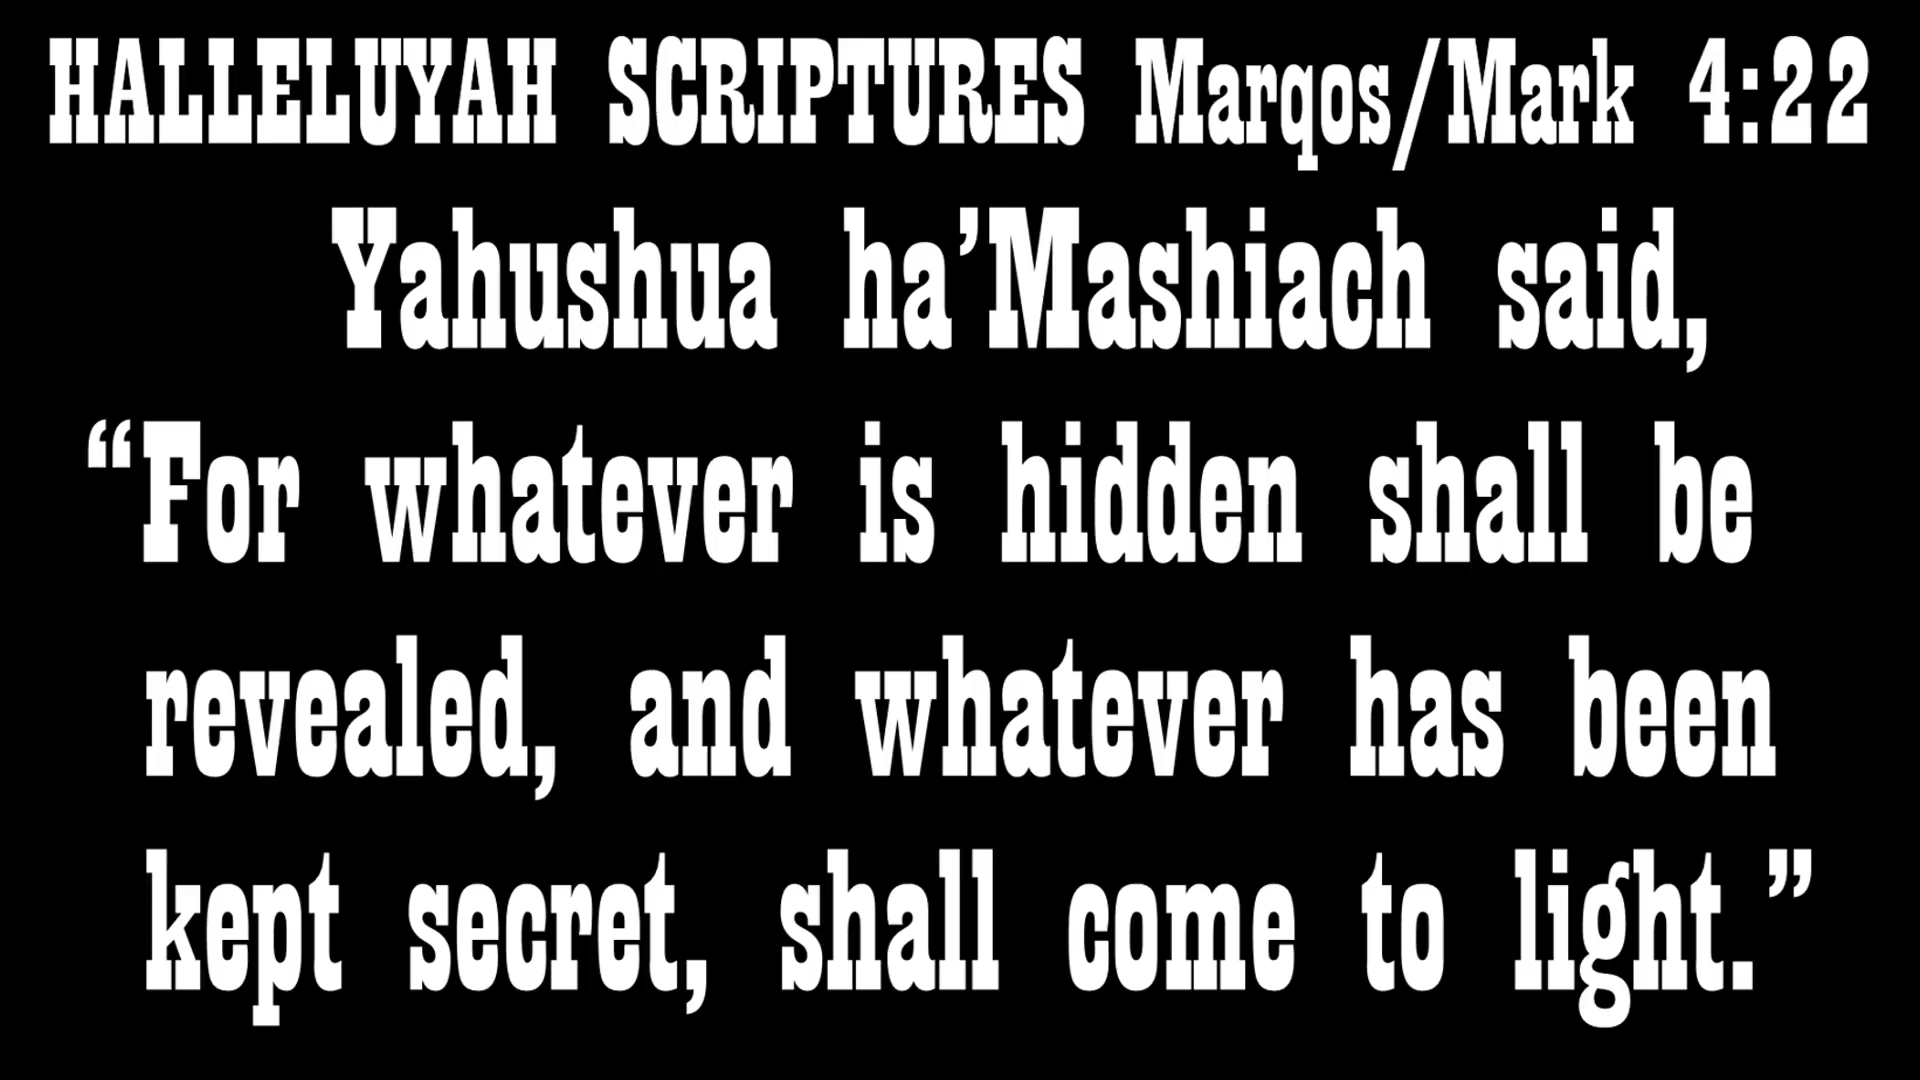 HALLELUYAH SCRIPTURES Marqos/Mark 4:22
Yahushua ha’Mashiach said,
“For whatever is hidden shall be
revealed, and whatever has been
kept secret, shall come to light.”